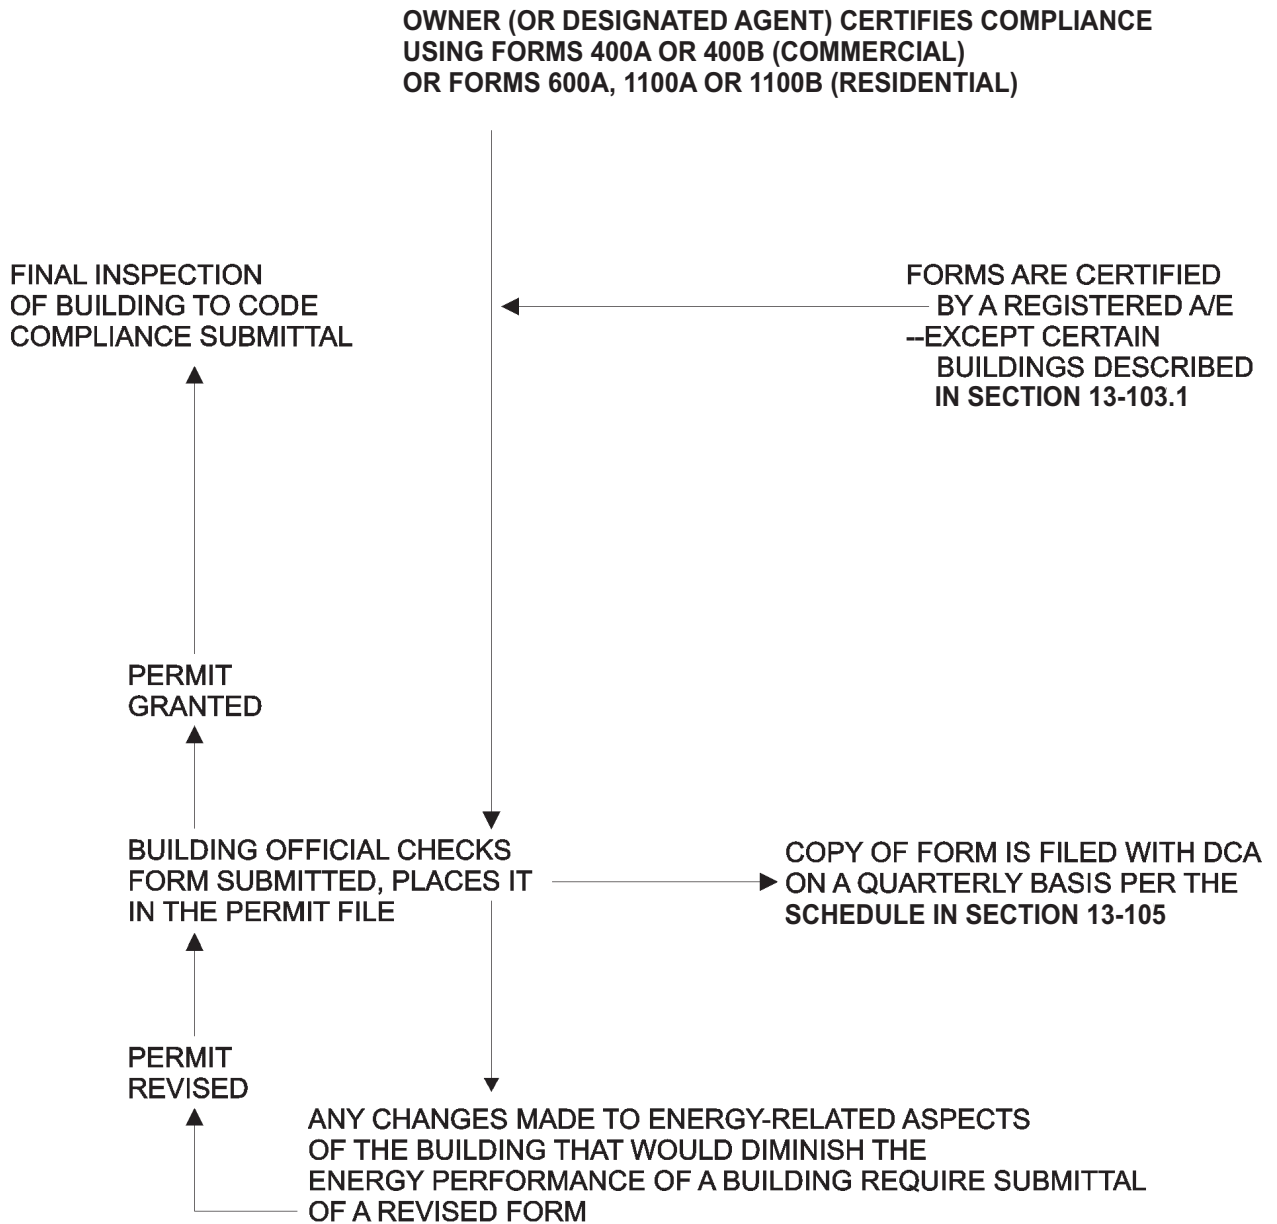 OWNER (OR DESIGNATED AGENT) CERTIFIES COMPLIANCE
USING FORMS 400A OR 400B (COMMERCIAL)
OR FORMS 600A, 1100A OR 1100B (RESIDENTIAL)
FINAL INSPECTION
OF BUILDING TO CODE
COMPLIANCE SUBMITTAL
FORMS ARE CERTIFIED
BY A REGISTERED A/E
--EXCEPT CERTAIN
BUILDINGS DESCRIBED
IN SECTION 13-103.1
PERMIT
GRANTED
BUILDING OFFICIAL CHECKS
FORM SUBMITTED, PLACES IT
IN THE PERMIT FILE
COPY OF FORM IS FILED WITH DCA
ON A QUARTERLY BASIS PER THE
SCHEDULE IN SECTION 13-105
PERMIT
REVISED
ANY CHANGES MADE TO ENERGY-RELATED ASPECTS
OF THE BUILDING THAT WOULD DIMINISH THE
ENERGY PERFORMANCE OF A BUILDING REQUIRE SUBMITTAL
OF A REVISED FORM